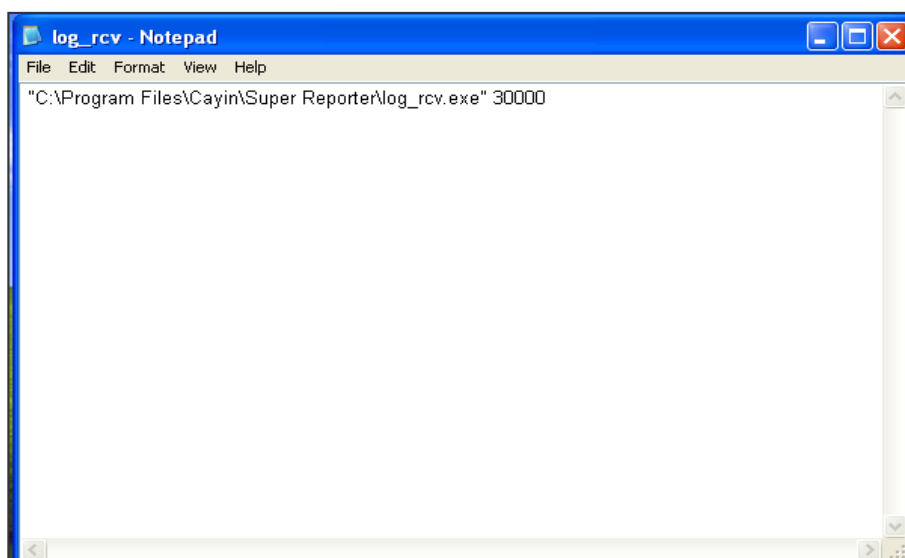 log_rcv - Notepad
File Edit Format View Help
"C:\Program Files\Cayin\Super Reporter\log_rcv.exe" 30000